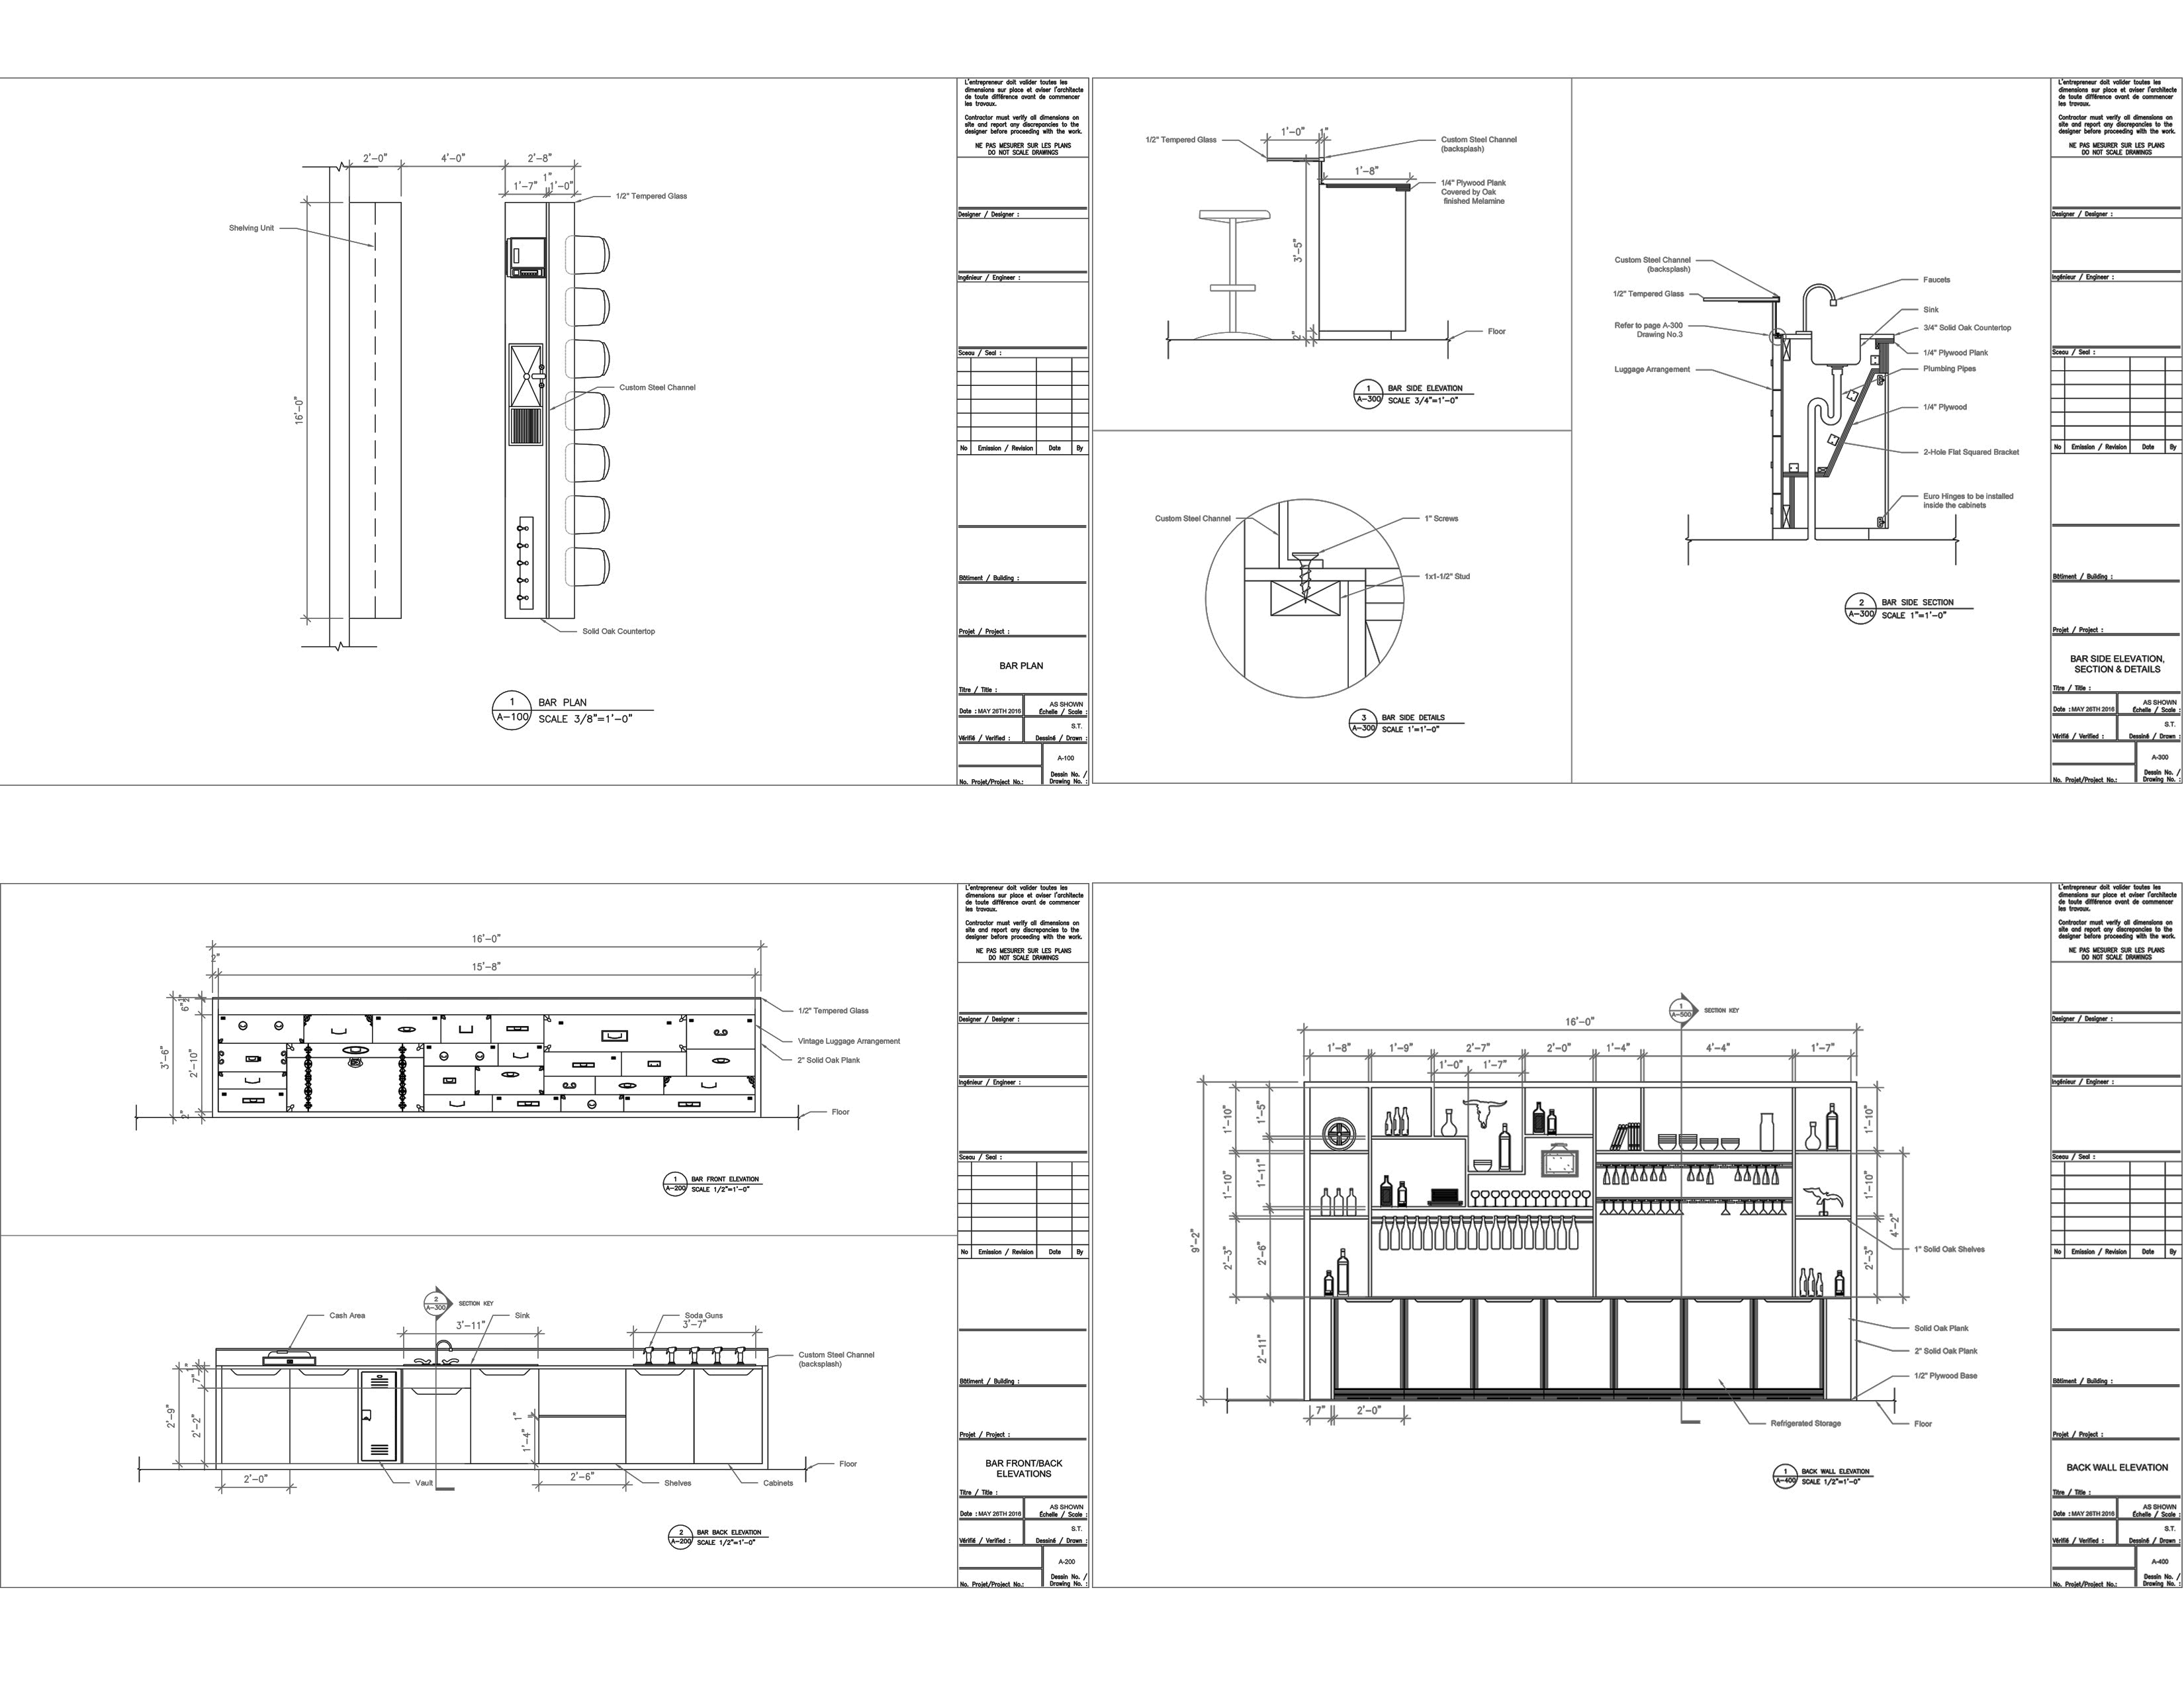 L'entrepreneur doit valider toutes les
dimensions sur place et aviser l'architecte
de toute différence avant de commencer
les travaux.
Contractor must verify all dimensions on
site and report any discrepancies to the
designer before proceeding with the work.
NE PAS MESURER SUR LES PLANS
DO NOT SCALE DRAWINGS
Designer / Designer :
Ingénieur / Engineer :
Sceau / Seal :
No Emission / Revision Date By
Bâtiment / Building :
Projet / Project :
BAR PLAN
Titre / Title :
AS SHOWN
Date : MAY 26TH 2016 Échelle / Scale :
S.T.
Vérifié / Verified : Dessiné / Drawn :
A-100
Dessin No. /
No. Projet/Project No.: Drawing No. :
2'-0" 4'-0" 2'-8"
1"
1'-7" 1'-0"
1/2" Tempered Glass
Shelving Unit
Custom Steel Channel
16'-0"
Solid Oak Countertop
1 BAR PLAN
A-100 SCALE 3/8"=1'-0"
1'-0" 1"
1/2" Tempered Glass
Custom Steel Channel
(backsplash)
1'-8"
1/4" Plywood Plank
Covered by Oak
finished Melamine
3'-5"
2"
Floor
1 BAR SIDE ELEVATION
A-300 SCALE 3/4"=1'-0"
Custom Steel Channel
1" Screws
1x1-1/2" Stud
3 BAR SIDE DETAILS
A-300 SCALE 1'=1'-0"
Custom Steel Channel
(backsplash)
1/2" Tempered Glass
Refer to page A-300
Drawing No.3
Luggage Arrangement
Faucets
Sink
3/4" Solid Oak Countertop
1/4" Plywood Plank
Plumbing Pipes
1/4" Plywood
2-Hole Flat Squared Bracket
Euro Hinges to be installed
inside the cabinets
2 BAR SIDE SECTION
A-300 SCALE 1"=1'-0"
L'entrepreneur doit valider toutes les
dimensions sur place et aviser l'architecte
de toute différence avant de commencer
les travaux.
Contractor must verify all dimensions on
site and report any discrepancies to the
designer before proceeding with the work.
NE PAS MESURER SUR LES PLANS
DO NOT SCALE DRAWINGS
Designer / Designer :
Ingénieur / Engineer :
Sceau / Seal :
No Emission / Revision Date By
Bâtiment / Building :
Projet / Project :
BAR SIDE ELEVATION,
SECTION & DETAILS
Titre / Title :
AS SHOWN
Date : MAY 26TH 2016 Échelle / Scale :
S.T.
Vérifié / Verified : Dessiné / Drawn :
A-300
Dessin No. /
No. Projet/Project No.: Drawing No. :
16'-0"
2"
15'-8"
6"
3'-6"
2'-10"
2"
1/2" Tempered Glass
Vintage Luggage Arrangement
2" Solid Oak Plank
Floor
1 BAR FRONT ELEVATION
A-200 SCALE 1/2"=1'-0"
2
A-300 SECTION KEY
Cash Area
3'-11"
Sink
Soda Guns
3'-7"
Custom Steel Channel
(backsplash)
1"
7"
2'-9"
2'-2"
1"
1'-4"
Floor
2'-0"
Vault
2'-6"
Shelves
Cabinets
2 BAR BACK ELEVATION
A-200 SCALE 1/2"=1'-0"
L'entrepreneur doit valider toutes les
dimensions sur place et aviser l'architecte
de toute différence avant de commencer
les travaux.
Contractor must verify all dimensions on
site and report any discrepancies to the
designer before proceeding with the work.
NE PAS MESURER SUR LES PLANS
DO NOT SCALE DRAWINGS
Designer / Designer :
Ingénieur / Engineer :
Sceau / Seal :
No Emission / Revision Date By
Bâtiment / Building :
Projet / Project :
BAR FRONT/BACK
ELEVATIONS
Titre / Title :
AS SHOWN
Date : MAY 26TH 2016 Échelle / Scale :
S.T.
Vérifié / Verified : Dessiné / Drawn :
A-200
Dessin No. /
No. Projet/Project No.: Drawing No. :
1
A-500 SECTION KEY
16'-0"
1'-8" 1'-9" 2'-7" 2'-0" 1'-4" 4'-4" 1'-7"
1'-0" 1'-7"
1'-10" 1'-5" 1'-10"
1'-10" 1'-11" 1'-10"
9'-2" 4'-2"
2'-3" 2'-6" 2'-3"
2'-11"
1" Solid Oak Shelves
Solid Oak Plank
2" Solid Oak Plank
1/2" Plywood Base
7" 2'-0"
Refrigerated Storage
Floor
1 BACK WALL ELEVATION
A-400 SCALE 1/2"=1'-0"
L'entrepreneur doit valider toutes les
dimensions sur place et aviser l'architecte
de toute différence avant de commencer
les travaux.
Contractor must verify all dimensions on
site and report any discrepancies to the
designer before proceeding with the work.
NE PAS MESURER SUR LES PLANS
DO NOT SCALE DRAWINGS
Designer / Designer :
Ingénieur / Engineer :
Sceau / Seal :
No Emission / Revision Date By
Bâtiment / Building :
Projet / Project :
BACK WALL ELEVATION
Titre / Title :
AS SHOWN
Date : MAY 26TH 2016 Échelle / Scale :
S.T.
Vérifié / Verified : Dessiné / Drawn :
A-400
Dessin No. /
No. Projet/Project No.: Drawing No. :